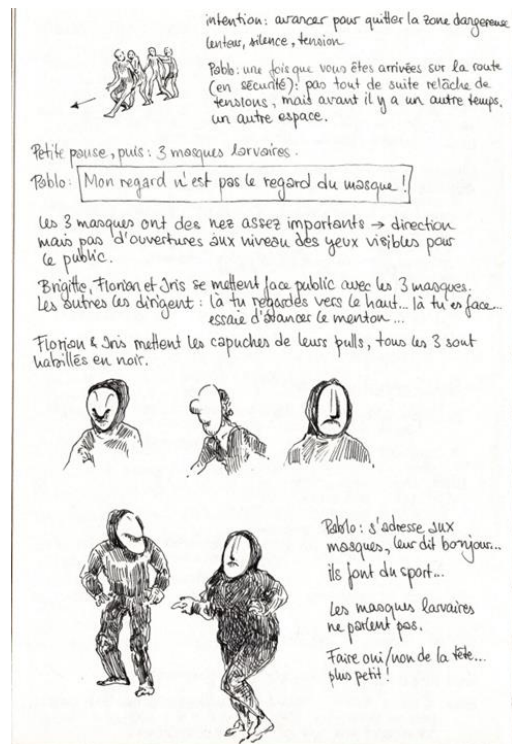 intention: avancer pour quitter la zone dangereuse
lenteur, silence, tension
Pablo: une fois que vous êtes arrivées sur la route
(en sécurité): pas tout de suite relâche de
tensions, mais avant il y a un autre temps,
un autre espace.
Petite pause, puis: 3 masques larvaires.
Pablo: Mon regard n'est pas le regard du masque!
Les 3 masques ont des nez assez importants → direction
mais pas d'ouvertures aux niveau des yeux visibles pour
le public.
Brigitte, Florian et Iris se mettent face public avec les 3 masques.
Les autres les dirigent: là tu regardes vers le haut... là tu es face...
essaie d'avancer le menton...
Florian & Iris mettent les capuches de leurs pulls, tous les 3 sont
habillés en noir.
Pablo: s'adresse aux
masques, leur dit bonjour...
ils font du sport...
Les masques larvaires
ne parlent pas.
Faire oui/non de la tête...
plus petit!